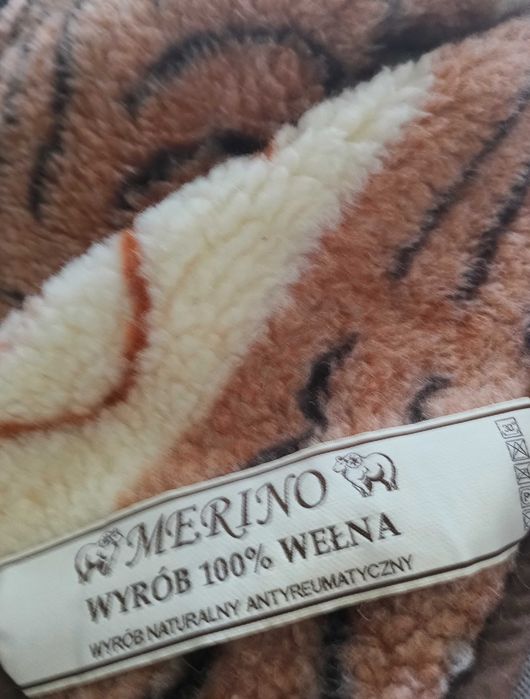 MERINO
WYRÓB 100% WEŁNA
WYRÓB NATURALNY ANTYREUMATYCZNY